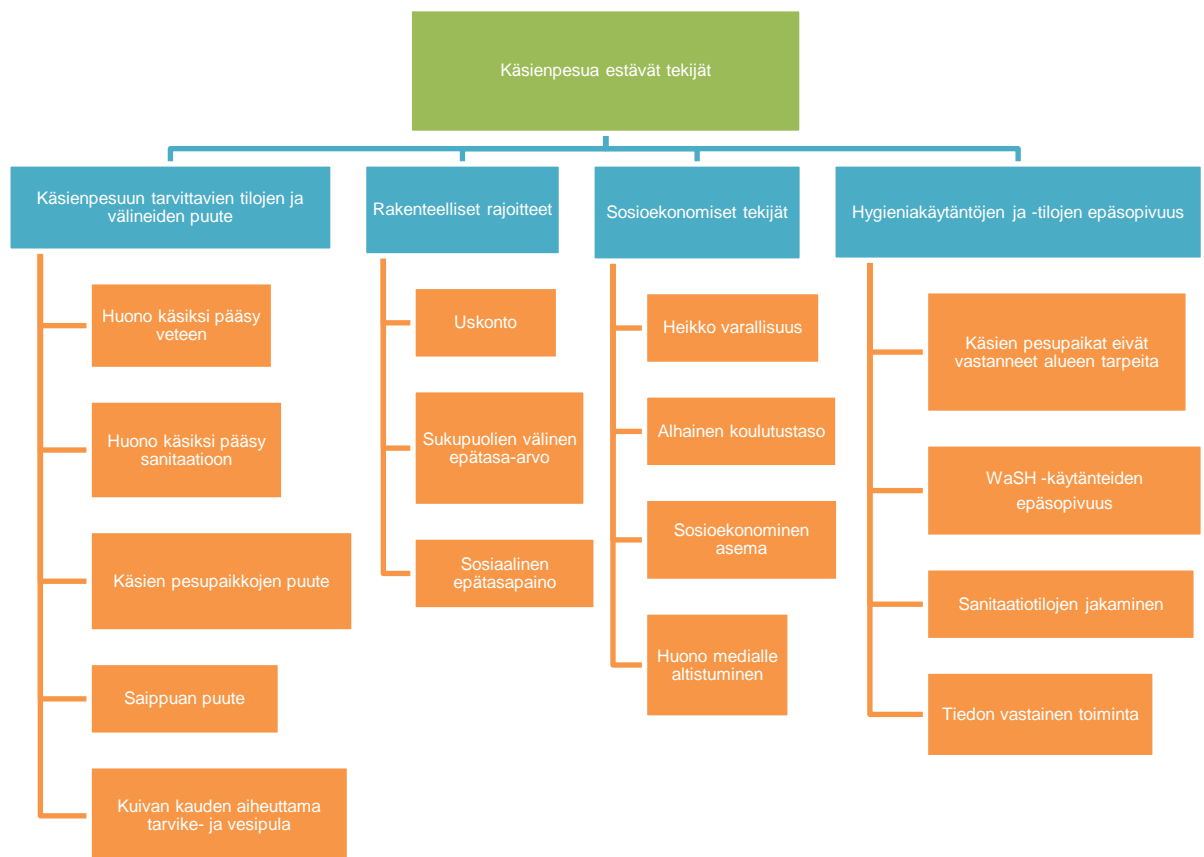 Käsienpesua estävät tekijät
Käsienpesuun tarvittavien tilojen ja
välineiden puute
Huono käsiksi pääsy
veteen
Huono käsiksi pääsy
sanitaatioon
Käsien pesupaikkojen puute
Saippuan puute
Kuivan kauden aiheuttama
tarvike- ja vesipula
Rakenteelliset rajoitteet
Uskonto
Sukupuolien välinen
epätasa-arvo
Sosiaalinen
epätasapaino
Sosioekonomiset tekijät
Heikko varallisuus
Alhainen koulutustaso
Sosioekonominen
asema
Huono medialle
altistuminen
Hygieniakäytäntöjen ja -tilojen epäsopivuus
Käsien pesupaikat eivät
vastanneet alueen tarpeita
WaSH -käytänteiden
epäsopivuus
Sanitaatiotilojen jakaminen
Tiedon vastainen toiminta